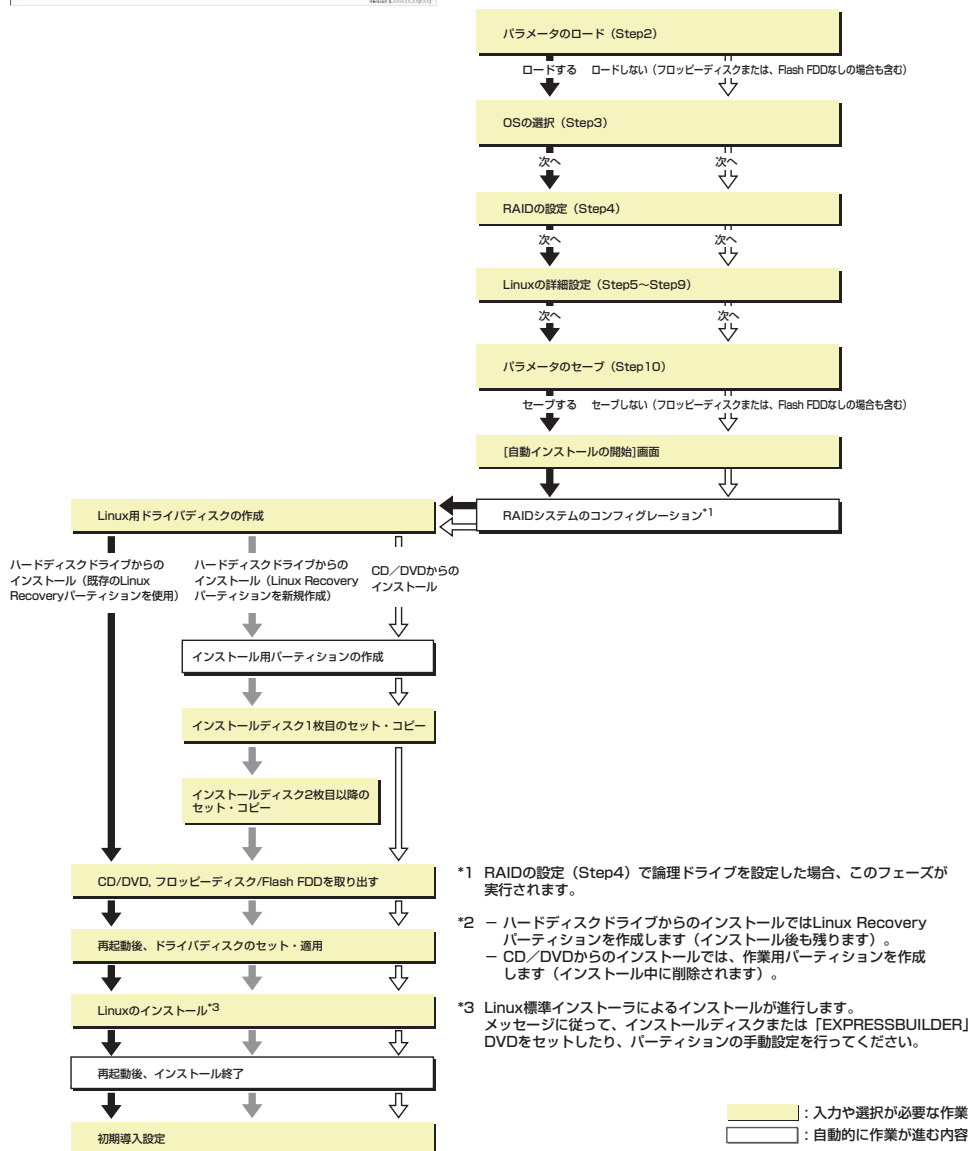 パラメータのロード（Step2）
ロードする　ロードしない（フロッピーディスクまたは、Flash FDDなしの場合も含む）
OSの選択（Step3）
次へ　次へ
RAIDの設定（Step4）
次へ　次へ
Linuxの詳細設定（Step5～Step9）
次へ　次へ
パラメータのセーブ（Step10）
セーブする　セーブしない（フロッピーディスクまたは、Flash FDDなしの場合も含む）
[自動インストールの開始]画面
RAIDシステムのコンフィグレーション*1
Linux用ドライバディスクの作成
ハードディスクドライブからの
インストール（既存のLinux
Recoveryパーティションを使用）
ハードディスクドライブからの
インストール（Linux Recovery
パーティションを新規作成）
CD／DVDからの
インストール
インストール用パーティションの作成
インストールディスク1枚目のセット・コピー
インストールディスク2枚目以降の
セット・コピー
CD/DVD, フロッピーディスク/Flash FDDを取り出す
再起動後、ドライバディスクのセット・適用
Linuxのインストール*3
再起動後、インストール終了
初期導入設定
*1 RAIDの設定（Step4）で論理ドライブを設定した場合、このフェーズが
実行されます。
*2 － ハードディスクドライブからのインストールではLinux Recovery
パーティションを作成します（インストール後も残ります）。
－ CD／DVDからのインストールでは、作業用パーティションを作成
します（インストール中に削除されます）。
*3 Linux標準インストーラによるインストールが進行します。
メッセージに従って、インストールディスクまたは「EXPRESSBUILDER」
DVDをセットしたり、パーティションの手動設定を行ってください。
：入力や選択が必要な作業
：自動的に作業が進む内容